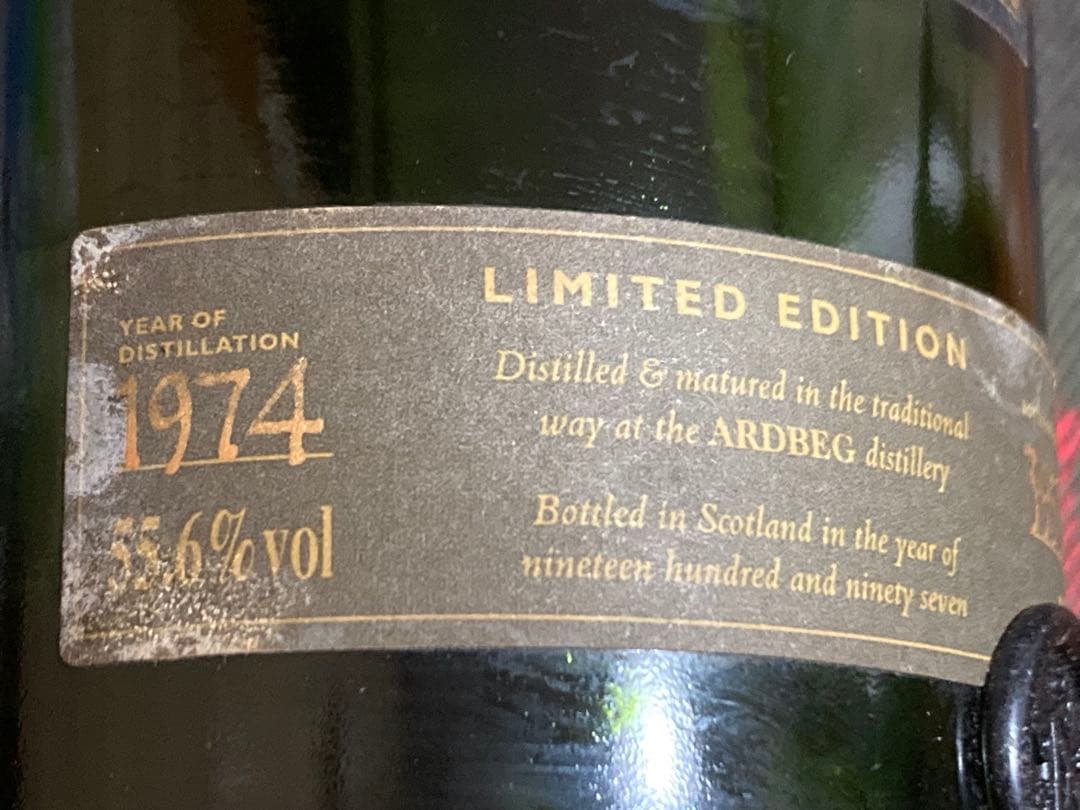 YEAR OF
DISTILLATION
1974
55.6% vol
LIMITED EDITION
Distilled & matured in the traditional
way at the ARDBEG distillery
Bottled in Scotland in the year of
nineteen hundred and ninety seven